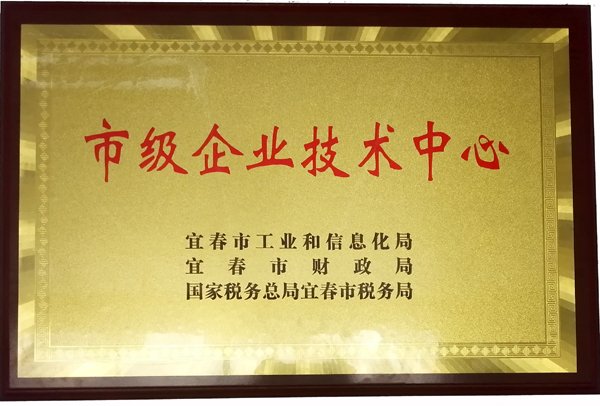 市级企业技术中心
宜春市工业和信息化局
宜春市财政局
国家税务总局宜春市税务局